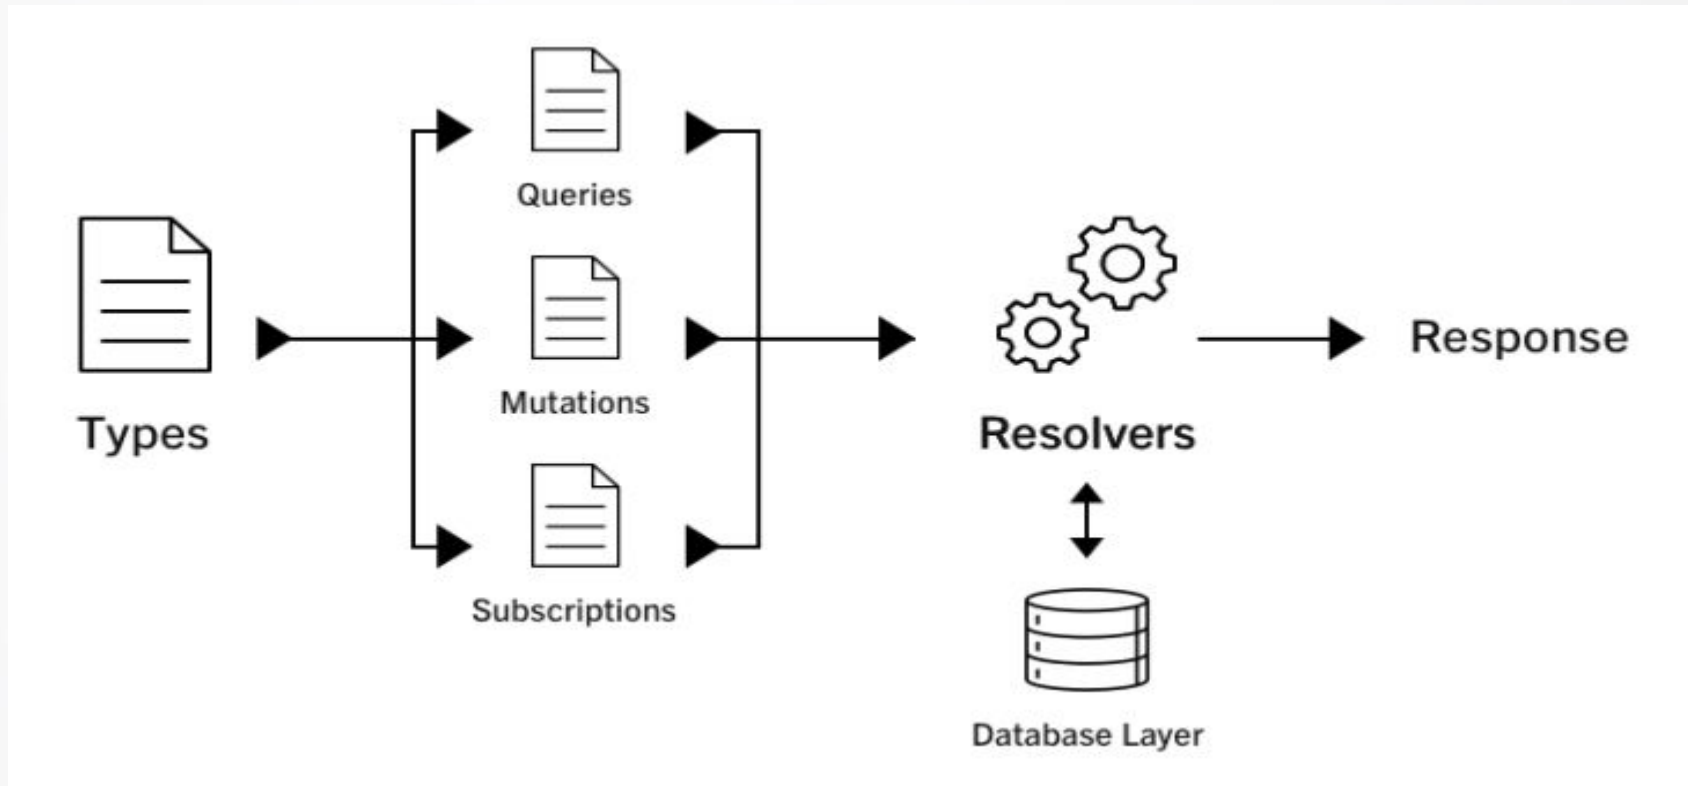 Queries
Types
Mutations
Subscriptions
Resolvers
Response
Database Layer